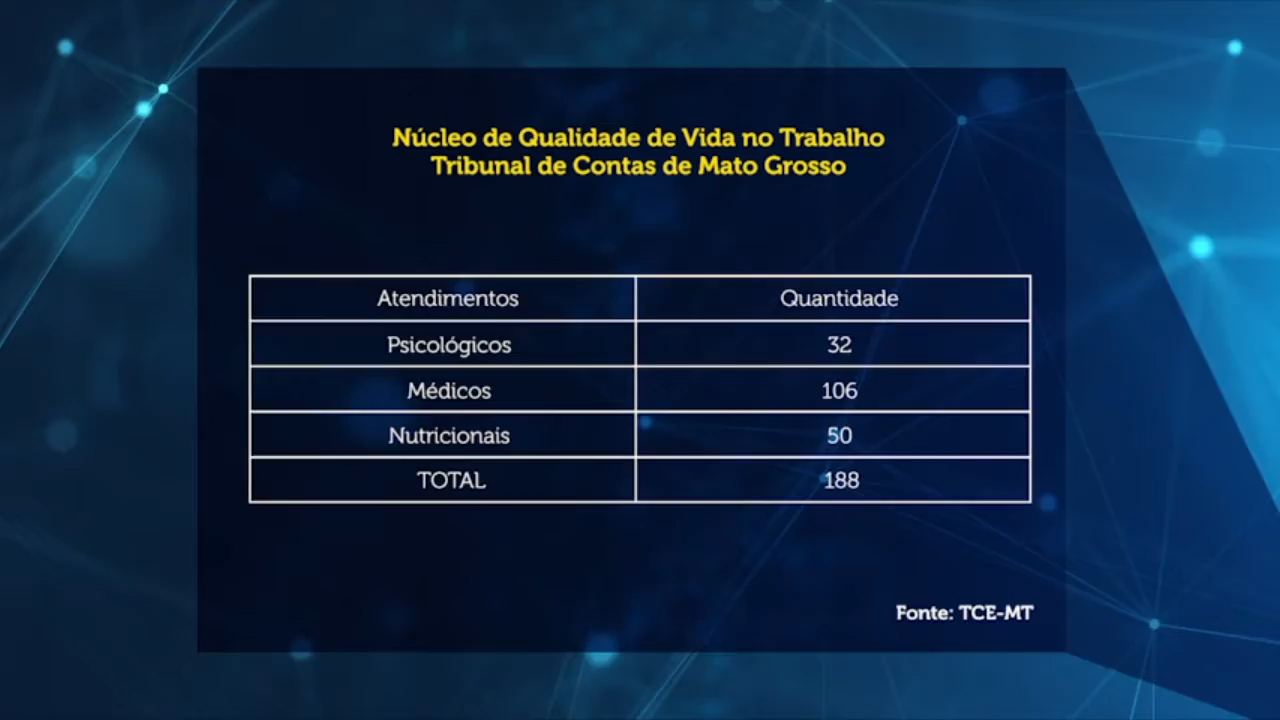 Núcleo de Qualidade de Vida no Trabalho
Tribunal de Contas de Mato Grosso
Atendimentos Quantidade
Psicológicos 32
Médicos 106
Nutricionais 50
TOTAL 188
Fonte: TCE-MT